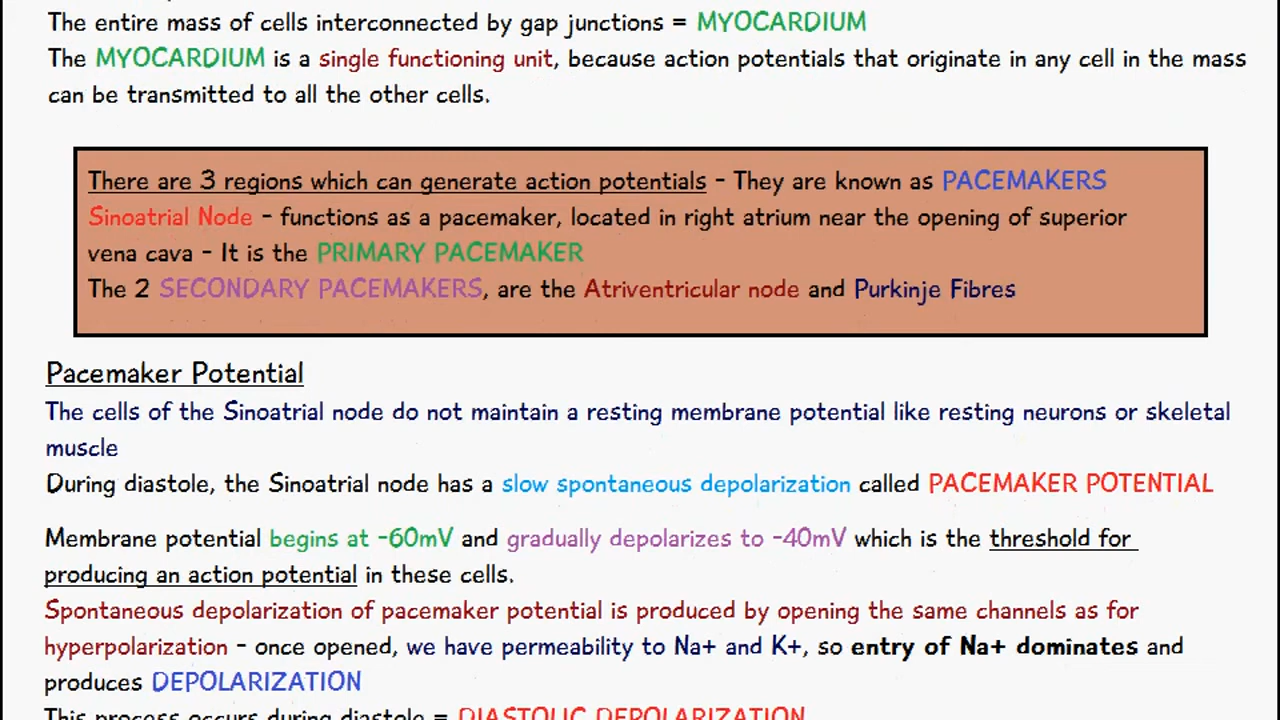 The entire mass of cells interconnected by gap junctions = MYOCARDIUM
The MYOCARDIUM is a single functioning unit, because action potentials that originate in any cell in the mass
can be transmitted to all the other cells.
There are 3 regions which can generate action potentials - They are known as PACEMAKERS
Sinoatrial Node - functions as a pacemaker, located in right atrium near the opening of superior
vena cava - It is the PRIMARY PACEMAKER
The 2 SECONDARY PACEMAKERS, are the Atriventricular node and Purkinje Fibres
Pacemaker Potential
The cells of the Sinoatrial node do not maintain a resting membrane potential like resting neurons or skeletal
muscle
During diastole, the Sinoatrial node has a slow spontaneous depolarization called PACEMAKER POTENTIAL
Membrane potential begins at -60mV and gradually depolarizes to -40mV which is the threshold for
producing an action potential in these cells.
Spontaneous depolarization of pacemaker potential is produced by opening the same channels as for
hyperpolarization - once opened, we have permeability to Na+ and K+, so entry of Na+ dominates and
produces DEPOLARIZATION
This process occurs during diastole = DIASTOLIC DEPOLARIZATION